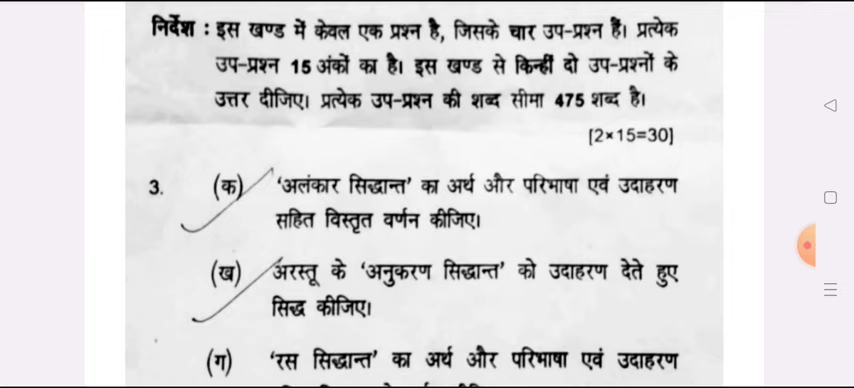 निर्देश : इस खण्ड में केवल एक प्रश्न है, जिसके चार उप-प्रश्न हैं। प्रत्येक
उप-प्रश्न 15 अंकों का है। इस खण्ड से किन्हीं दो उप-प्रश्नों के
उत्तर दीजिए। प्रत्येक उप-प्रश्न की शब्द सीमा 475 शब्द है।
[2×15=30]
3. (क) 'अलंकार सिद्धान्त' का अर्थ और परिभाषा एवं उदाहरण
सहित विस्तृत वर्णन कीजिए।
(ख) अरस्तू के 'अनुकरण सिद्धान्त' को उदाहरण देते हुए
सिद्ध कीजिए।
(ग) 'रस सिद्धान्त' का अर्थ और परिभाषा एवं उदाहरण